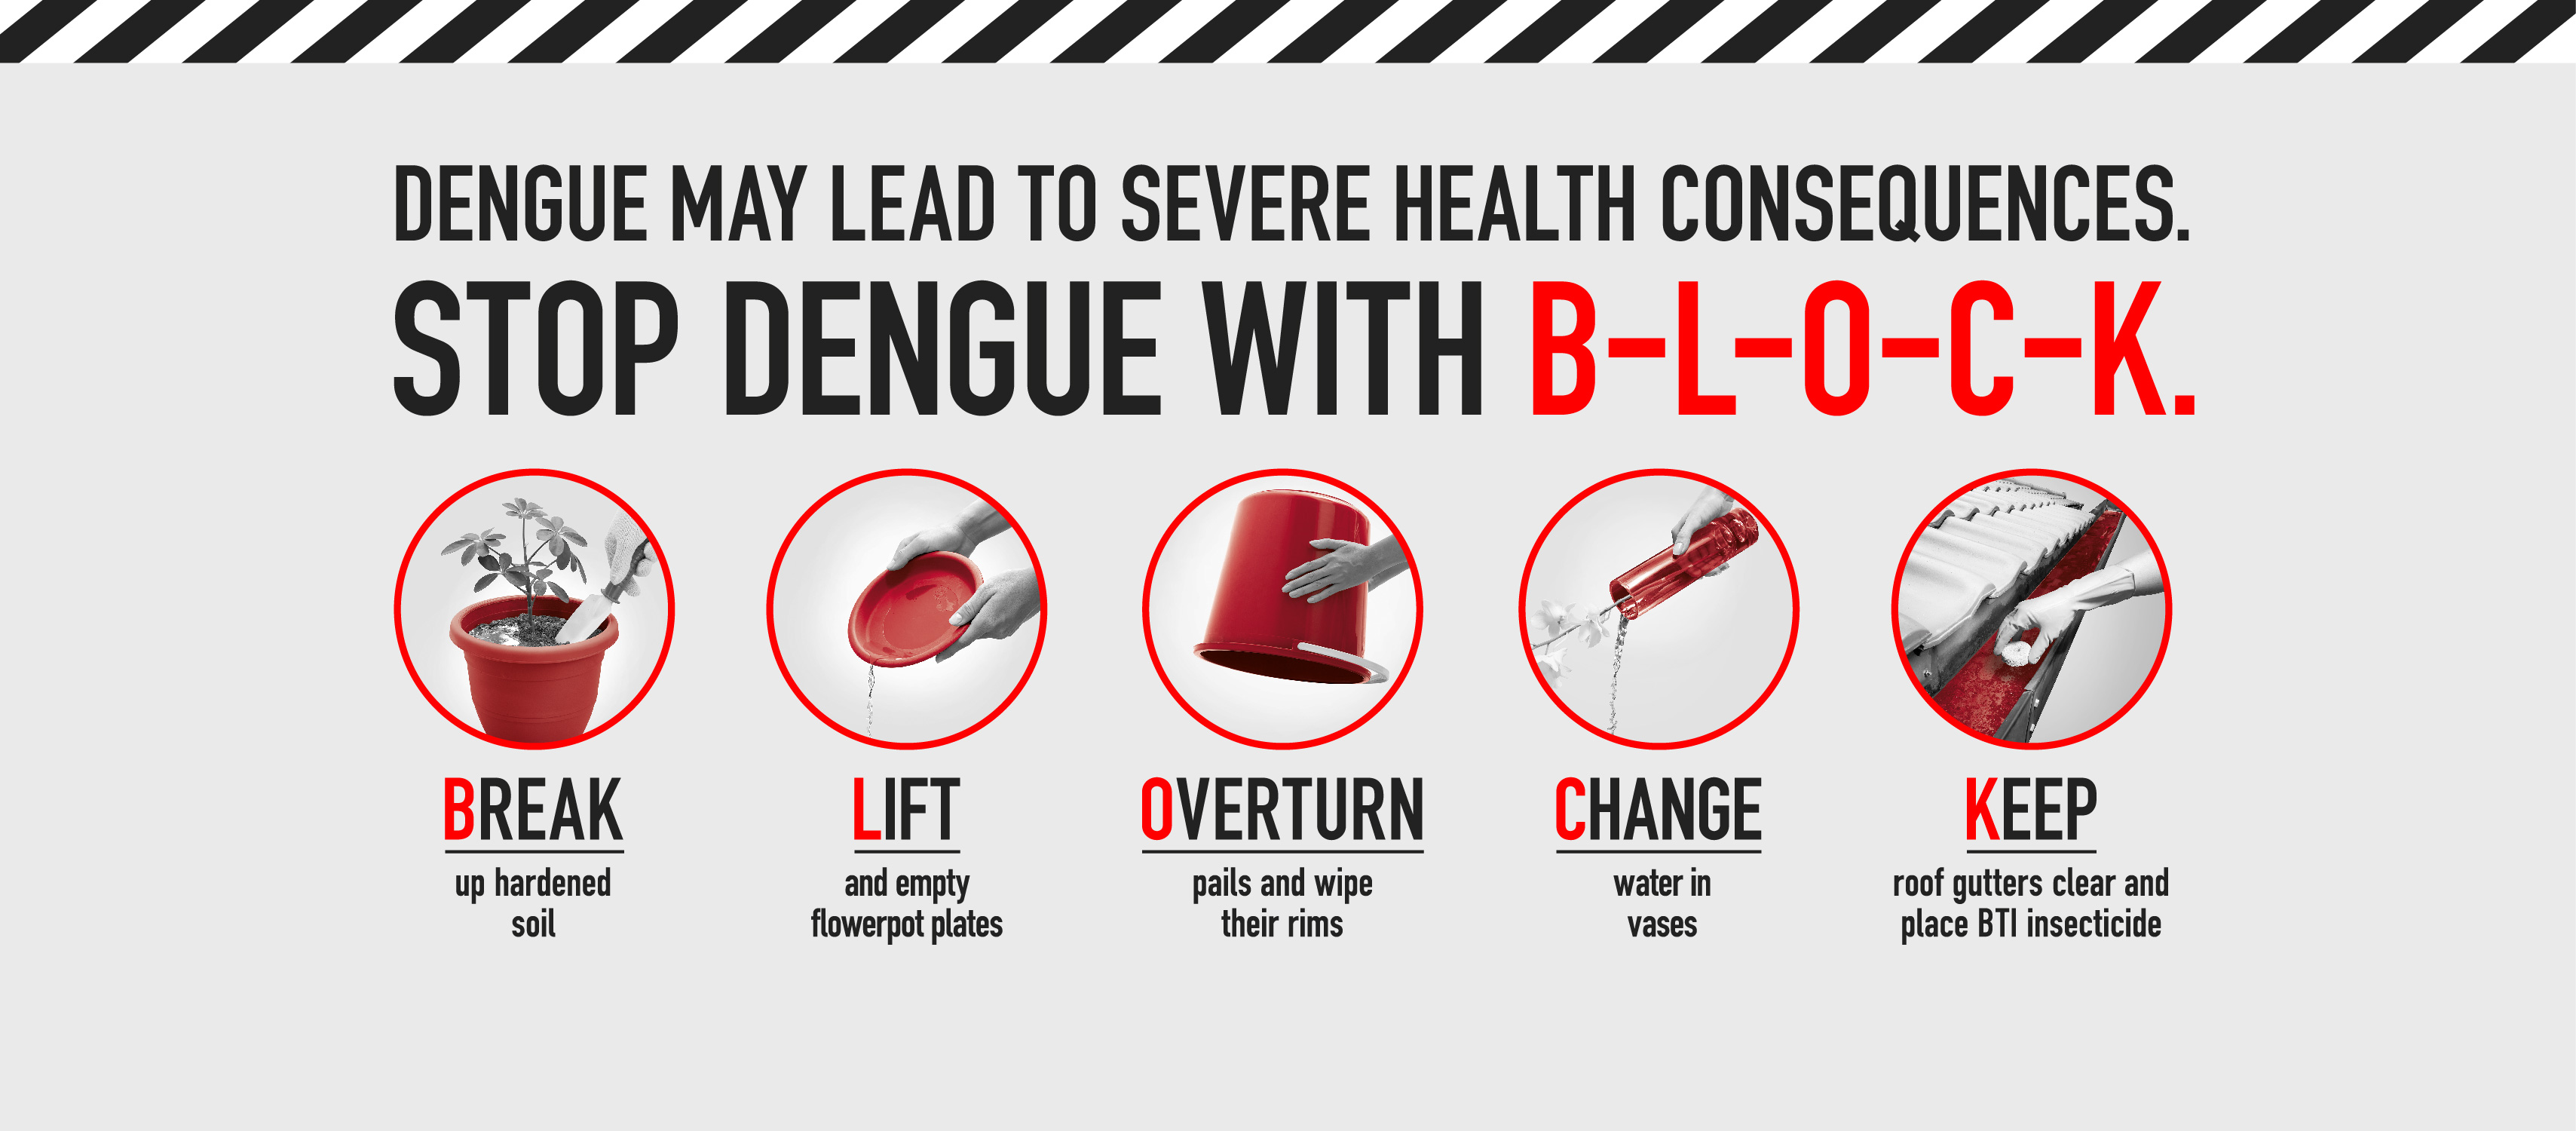 DENGUE MAY LEAD TO SEVERE HEALTH CONSEQUENCES.
STOP DENGUE WITH B-L-O-C-K.
BREAK
up hardened
soil
LIFT
and empty
flowerpot plates
OVERTURN
pails and wipe
their rims
CHANGE
water in
vases
KEEP
roof gutters clear and
place BTI insecticide